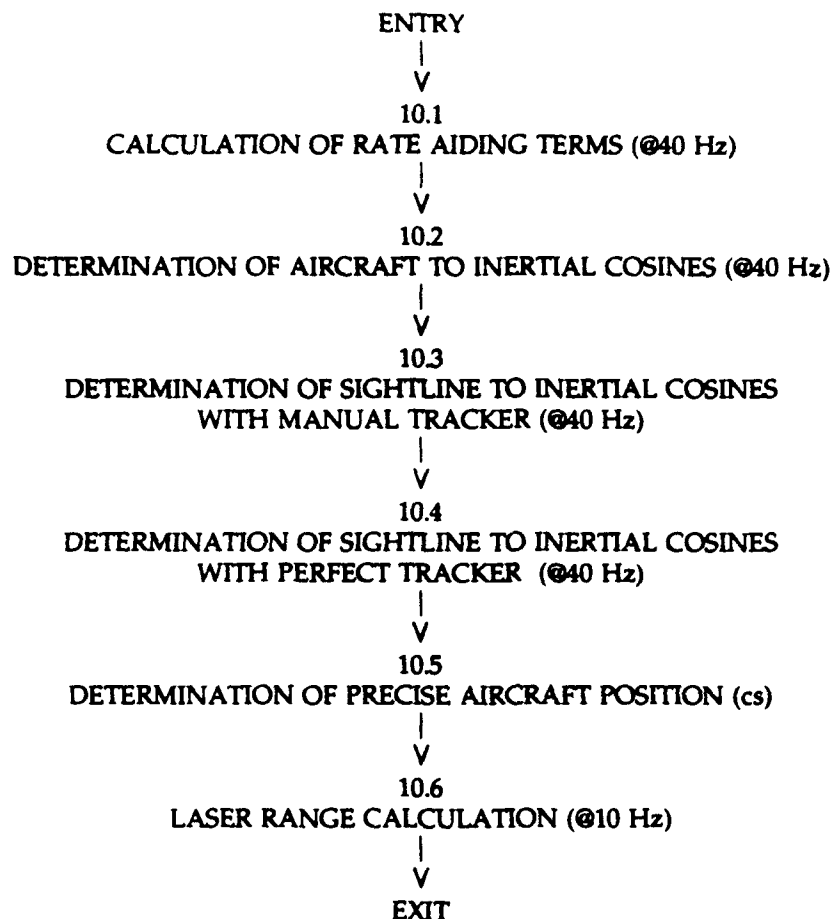 ENTRY
|
V
10.1
CALCULATION OF RATE AIDING TERMS (@40 Hz)
|
V
10.2
DETERMINATION OF AIRCRAFT TO INERTIAL COSINES (@40 Hz)
|
V
10.3
DETERMINATION OF SIGHTLINE TO INERTIAL COSINES
WITH MANUAL TRACKER (@40 Hz)
|
V
10.4
DETERMINATION OF SIGHTLINE TO INERTIAL COSINES
WITH PERFECT TRACKER (@40 Hz)
|
V
10.5
DETERMINATION OF PRECISE AIRCRAFT POSITION (cs)
|
V
10.6
LASER RANGE CALCULATION (@10 Hz)
|
V
EXIT